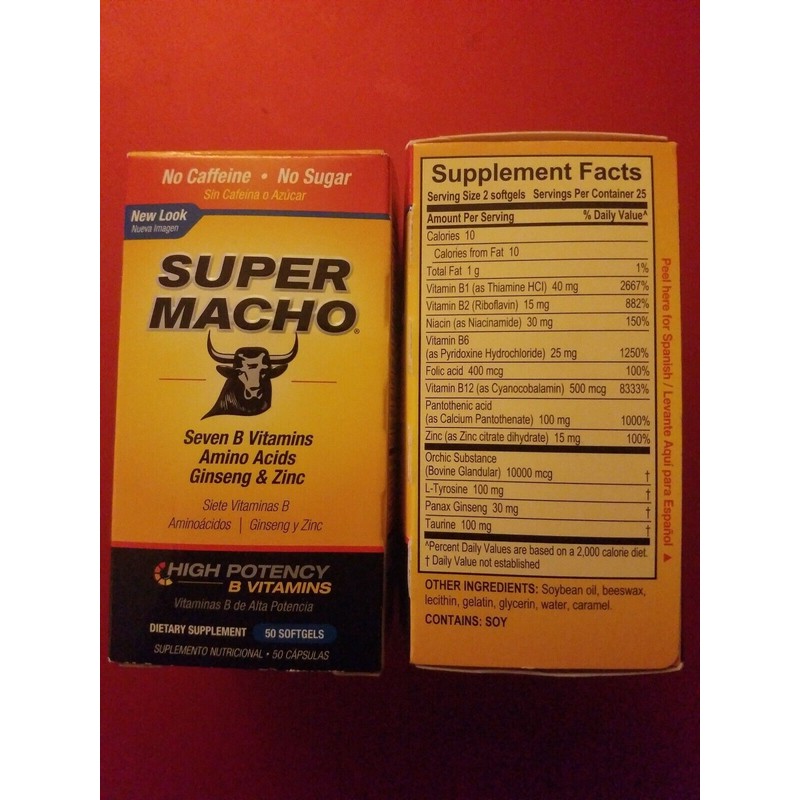 No Caffeine • No Sugar
Sin Cafeína o Azúcar
New Look
Nueva Imagen
SUPER
MACHO®
Seven B Vitamins
Amino Acids
Ginseng & Zinc
Siete Vitaminas B
Aminoácidos | Ginseng y Zinc
HIGH POTENCY
B VITAMINS
Vitaminas B de Alta Potencia
DIETARY SUPPLEMENT 50 SOFTGELS
SUPLEMENTO NUTRICIONAL • 50 CÁPSULAS
Supplement Facts
Serving Size 2 softgels Servings Per Container 25
Amount Per Serving % Daily Value^
Calories 10
Calories from Fat 10
Total Fat 1 g 1%
Vitamin B1 (as Thiamine HCl) 40 mg 2667%
Vitamin B2 (Riboflavin) 15 mg 882%
Niacin (as Niacinamide) 30 mg 150%
Vitamin B6
(as Pyridoxine Hydrochloride) 25 mg 1250%
Folic acid 400 mcg 100%
Vitamin B12 (as Cyanocobalamin) 500 mcg 8333%
Pantothenic acid
(as Calcium Pantothenate) 100 mg 1000%
Zinc (as Zinc citrate dihydrate) 15 mg 100%
Orchic Substance
(Bovine Glandular) 10000 mcg †
L-Tyrosine 100 mg †
Panax Ginseng 30 mg †
Taurine 100 mg †
^Percent Daily Values are based on a 2,000 calorie diet.
† Daily Value not established
OTHER INGREDIENTS: Soybean oil, beeswax,
lecithin, gelatin, glycerin, water, caramel.
CONTAINS: SOY
Peel here for Spanish / Levante Aquí para Español ▲